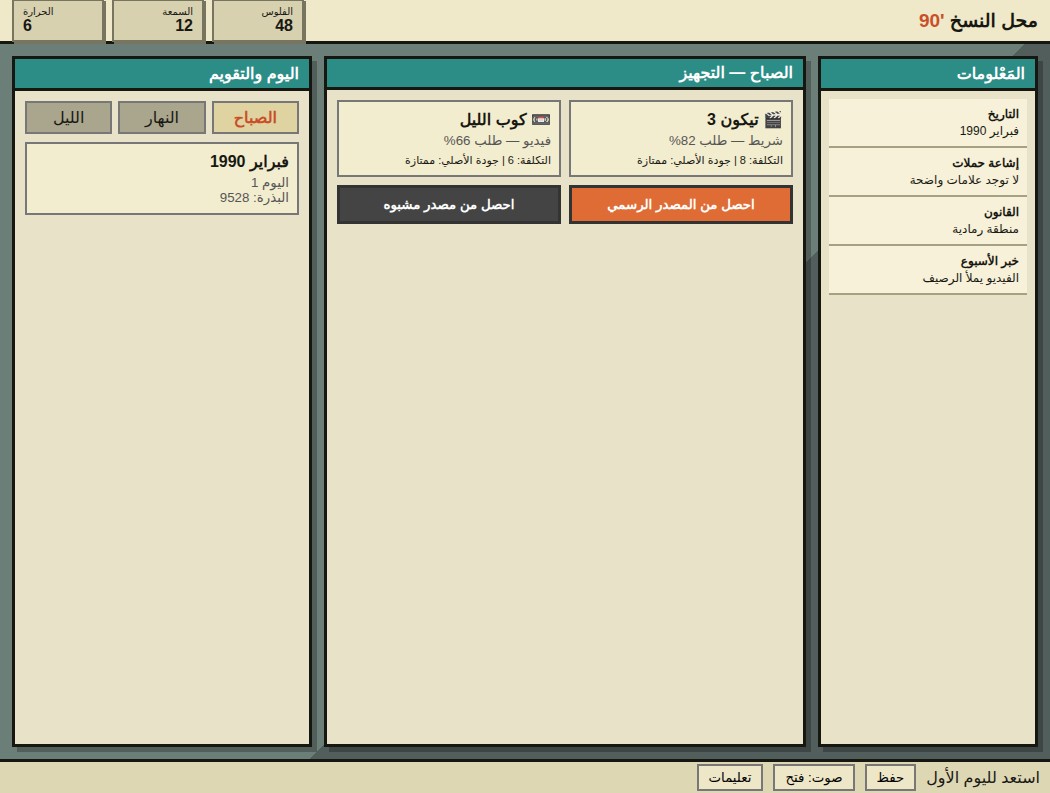 محل النسخ '90
الفلوس
48
السمعة
12
الحرارة
6
المَعْلومات
التاريخ
فبراير 1990
إشاعة حملات
لا توجد علامات واضحة
القانون
منطقة رمادية
خبر الأسبوع
الفيديو يملأ الرصيف
الصباح — التجهيز
🎬 تيكون 3
شريط — طلب 82%
التكلفة: 8 | جودة الأصلي: ممتازة
📼 كوب الليل
فيديو — طلب 66%
التكلفة: 6 | جودة الأصلي: ممتازة
احصل من المصدر الرسمي
احصل من مصدر مشبوه
اليوم والتقويم
الصباح
النهار
الليل
فبراير 1990
اليوم 1
البذرة: 9528
استعد لليوم الأول
حفظ
صوت: فتح
تعليمات